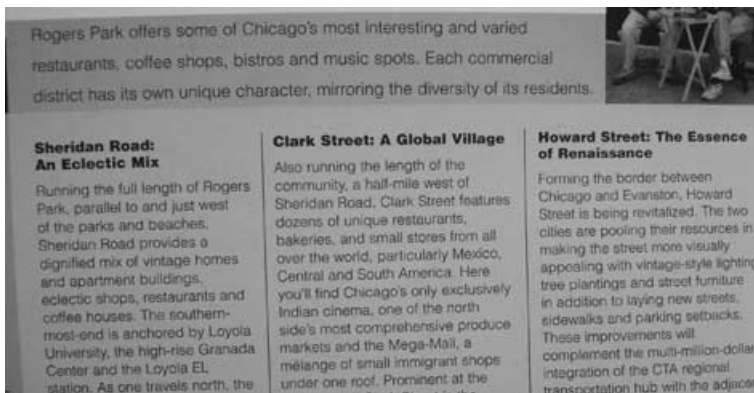 Rogers Park offers some of Chicago's most interesting and varied
restaurants, coffee shops, bistros and music spots. Each commercial
district has its own unique character, mirroring the diversity of its residents.
Sheridan Road:
An Eclectic Mix
Running the full length of Rogers
Park, parallel to and just west
of the parks and beaches,
Sheridan Road provides a
dignified mix of vintage homes
and apartment buildings,
eclectic shops, restaurants and
coffee houses. The southern-
most-end is anchored by Loyola
University, the high-rise Granada
Center and the Loyola EL
station. As one travels north, the
Clark Street: A Global Village
Also running the length of the
community, a half-mile west of
Sheridan Road, Clark Street features
dozens of unique restaurants,
bakeries, and small stores from all
over the world, particularly Mexico,
Central and South America. Here
you'll find Chicago's only exclusively
Indian cinema, one of the north
side's most comprehensive produce
markets and the Mega-Mall, a
mélange of small immigrant shops
under one roof. Prominent at the
Howard Street: The Essence
of Renaissance
Forming the border between
Chicago and Evanston, Howard
Street is being revitalized. The two
cities are pooling their resources in
making the street more visually
appealing with vintage-style lighting
tree plantings and street furniture
in addition to laying new streets,
sidewalks and parking setbacks.
These improvements will
complement the multi-million-dollar
integration of the CTA regional
transportation hub with the adjacent